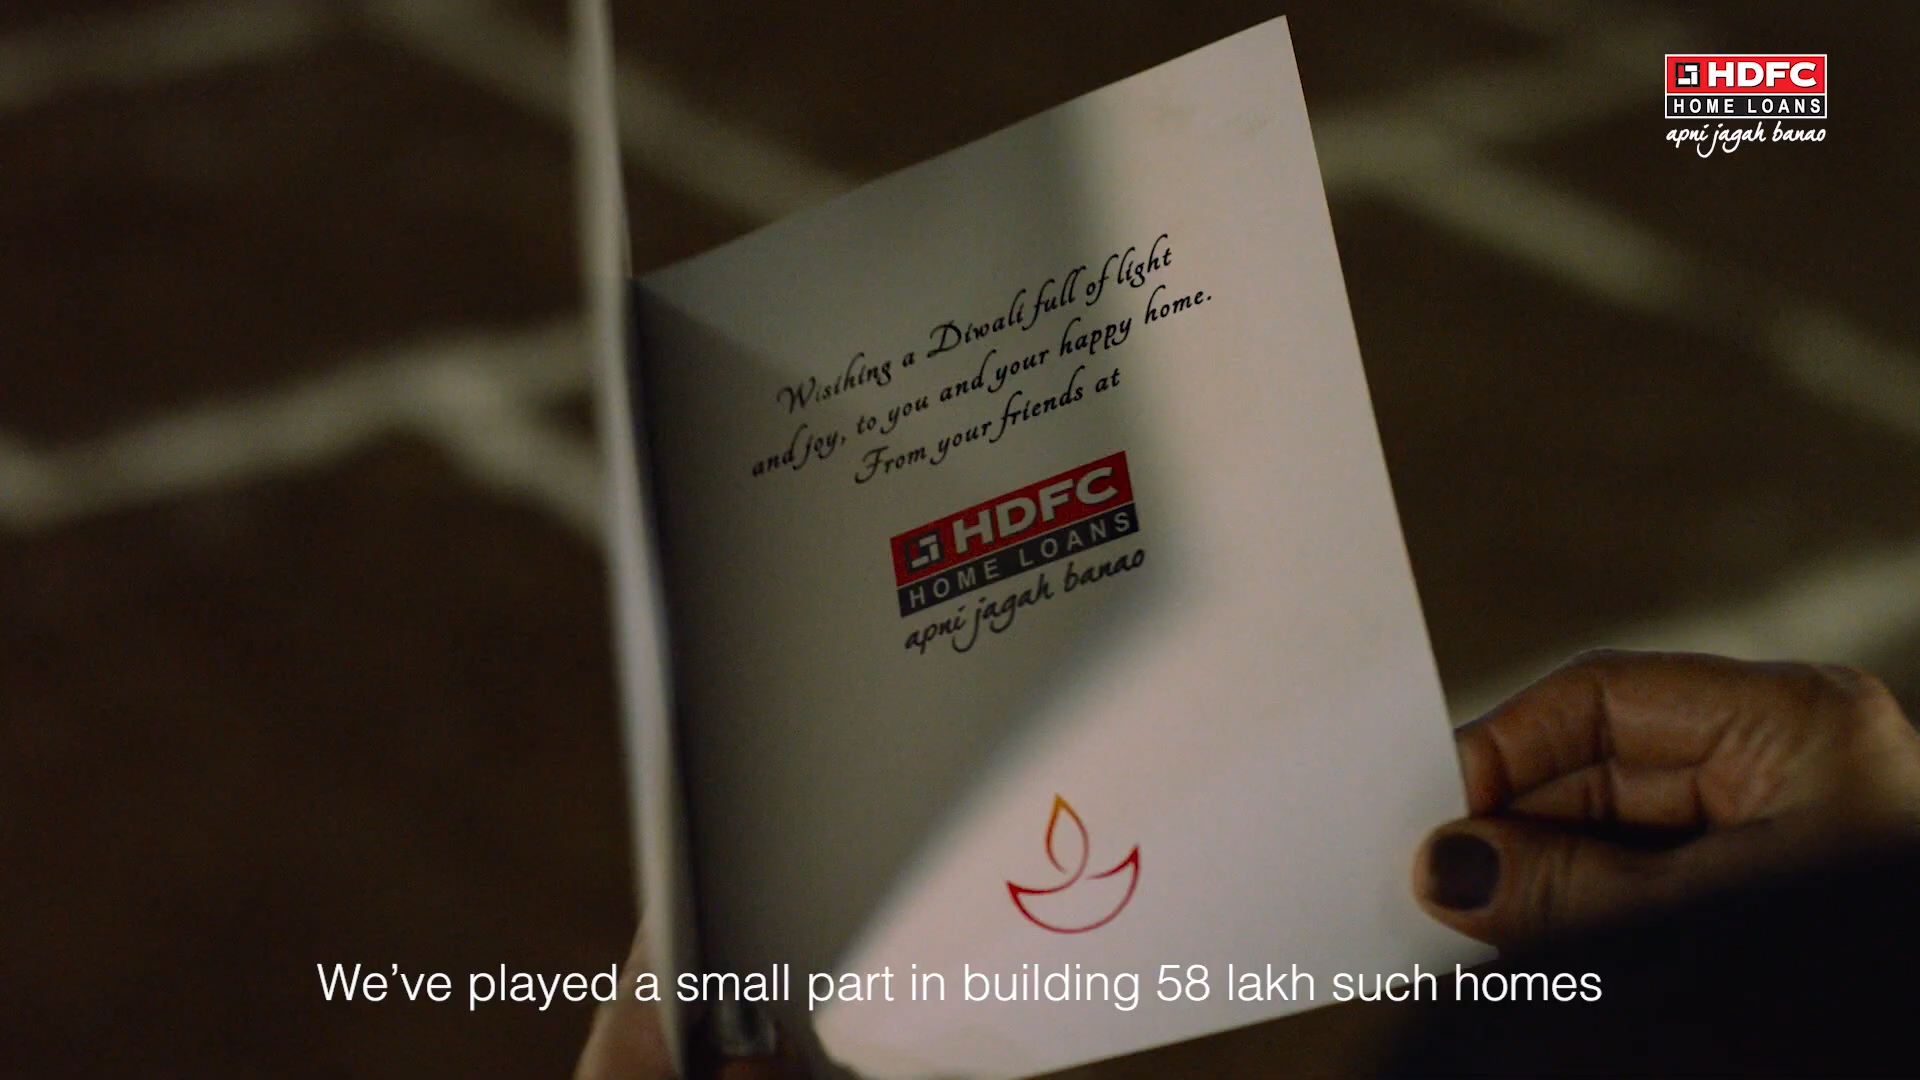 HDFC
HOME LOANS
apni jagah banao
Wisihing a Diwali full of light
and joy, to you and your happy home.
From your friends at
HDFC
HOME LOANS
apni jagah banao
We've played a small part in building 58 lakh such homes